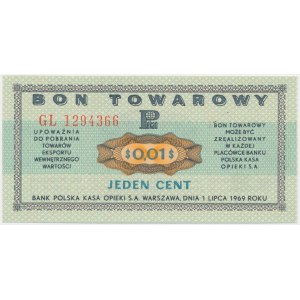 BON TOWAROWY
GL 1294366
P
UPOWAŻNIA
DO POBRANIA
TOWARÓW
EKSPORTU
WEWNĘTRZNEGO
WARTOŚCI
$0,01$
BON TOWAROWY
MOŻE BYĆ
ZREALIZOWANY
W KAŻDEJ
PLACÓWCE BANKU
POLSKA KASA
OPIEKI S.A.
JEDEN CENT
BANK POLSKA KASA OPIEKI S.A. WARSZAWA, DNIA 1 LIPCA 1969 ROKU